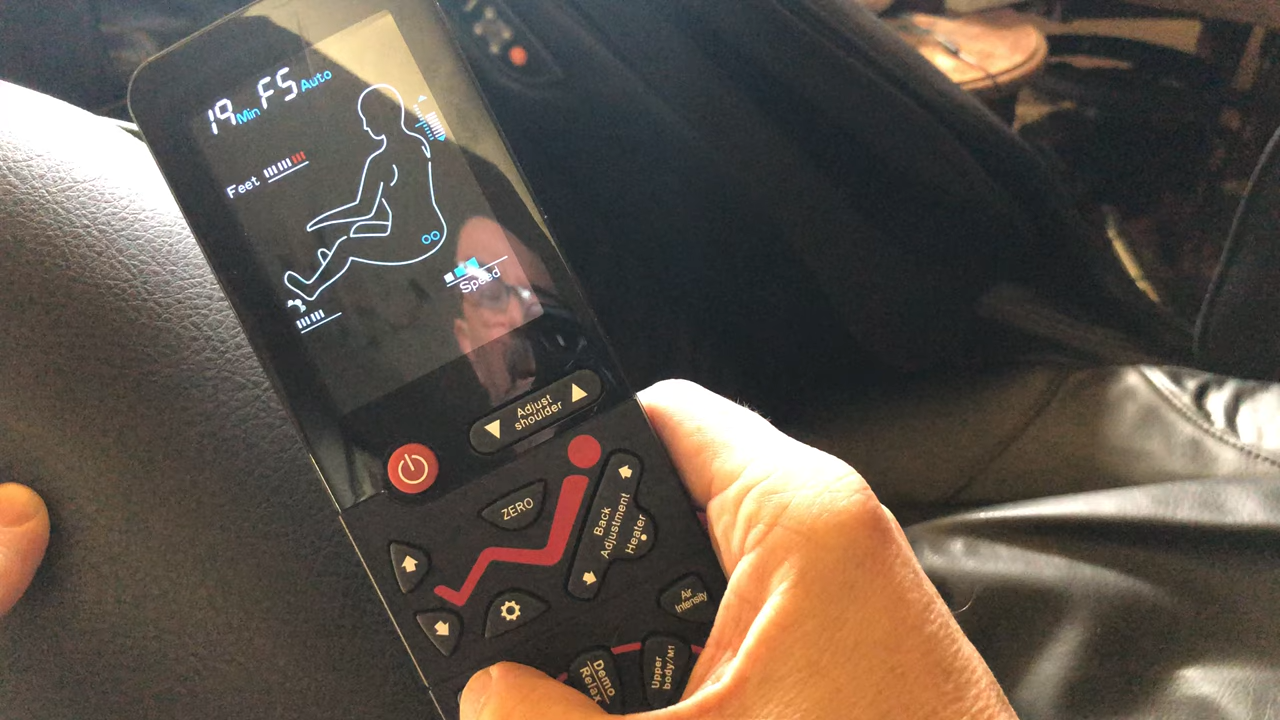 19 Min F5 Auto
Feet
Speed
Adjust
shoulder
ZERO
Back
Adjustment
Heater
Air
Intensity
Demo
Relax
Upper
body/M1